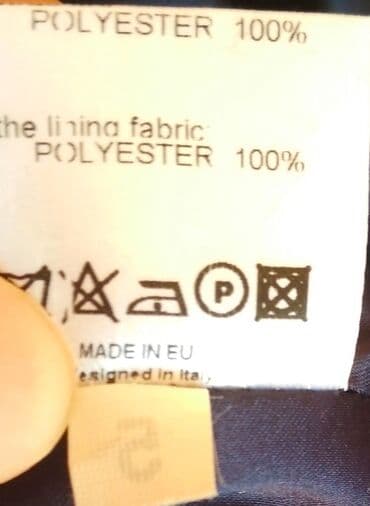 POLYESTER 100%
the lining fabric:
POLYESTER 100%
P
MADE IN EU
esigned in Italy